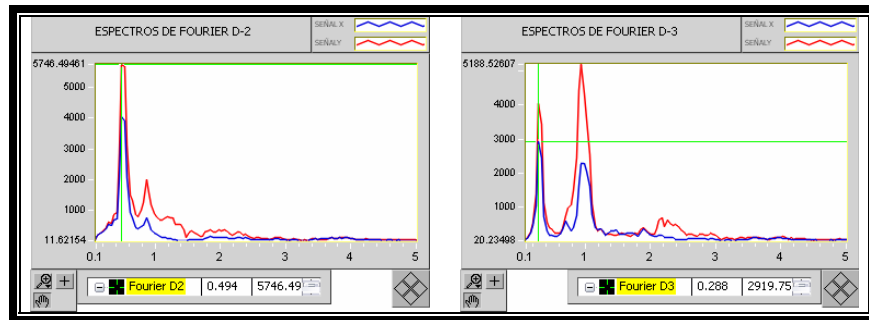 ESPECTROS DE FOURIER D-2
SEÑAL X
SEÑAL Y
5746.49461
5000
4000
3000
2000
1000
11.62154
0.1 1 2 3 4 5
Fourier D2 0.494 5746.49
ESPECTROS DE FOURIER D-3
SEÑAL X
SEÑAL Y
5188.52607
4000
3000
2000
1000
20.23498
0.1 1 2 3 4 5
Fourier D3 0.288 2919.75